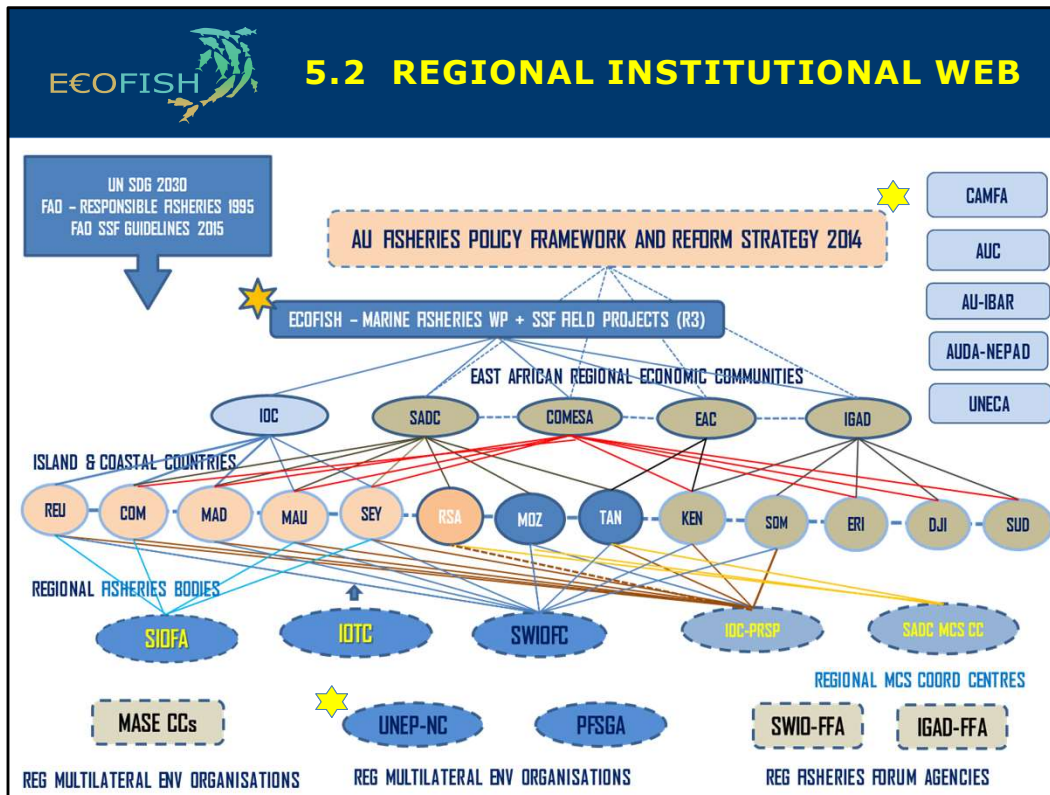 E€OFISH
5.2 REGIONAL INSTITUTIONAL WEB
UN SDG 2030
FAO – RESPONSIBLE FISHERIES 1995
FAO SSF GUIDELINES 2015
CAMFA
AU FISHERIES POLICY FRAMEWORK AND REFORM STRATEGY 2014
AUC
AU-IBAR
ECOFISH – MARINE FISHERIES WP + SSF FIELD PROJECTS (R3)
AUDA-NEPAD
EAST AFRICAN REGIONAL ECONOMIC COMMUNITIES
UNECA
IOC
SADC
COMESA
EAC
IGAD
ISLAND & COASTAL COUNTRIES
REU
COM
MAD
MAU
SEY
RSA
MOZ
TAN
KEN
SOM
ERI
DJI
SUD
REGIONAL FISHERIES BODIES
SIOFA
IOTC
SWIOFC
IOC-PRSP
SADC MCS CC
REGIONAL MCS COORD CENTRES
MASE CCs
UNEP-NC
PFSGA
SWIO-FFA
IGAD-FFA
REG MULTILATERAL ENV ORGANISATIONS
REG MULTILATERAL ENV ORGANISATIONS
REG FISHERIES FORUM AGENCIES